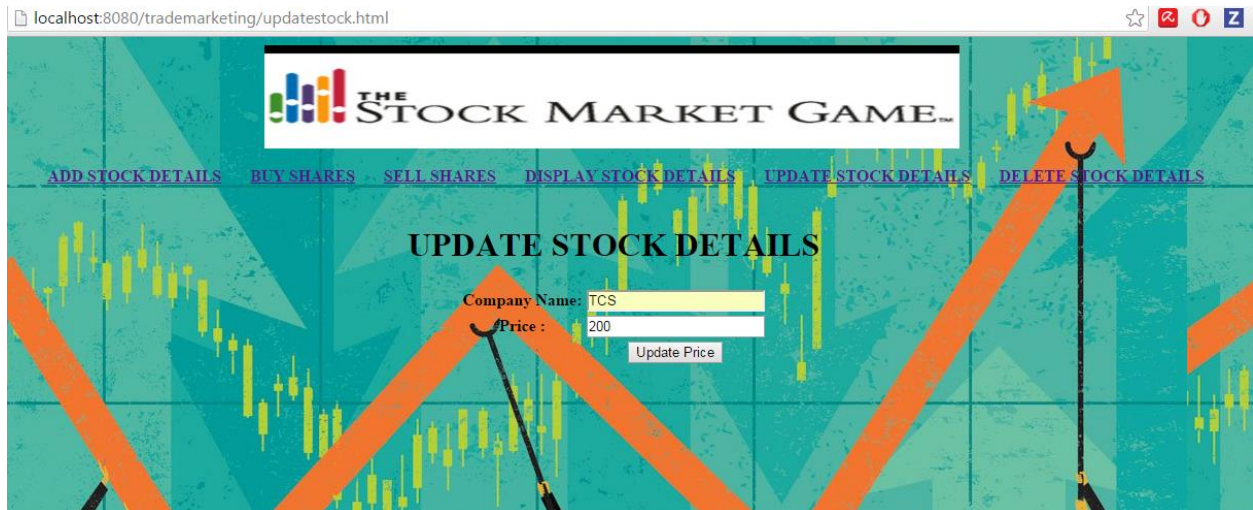 localhost:8080/trademarketing/updatestock.html
Z
THE
STOCK MARKET GAME™
ADD STOCK DETAILS BUY SHARES SELL SHARES DISPLAY STOCK DETAILS UPDATE STOCK DETAILS DELETE STOCK DETAILS
UPDATE STOCK DETAILS
Company Name: TCS
Price : 200
Update Price